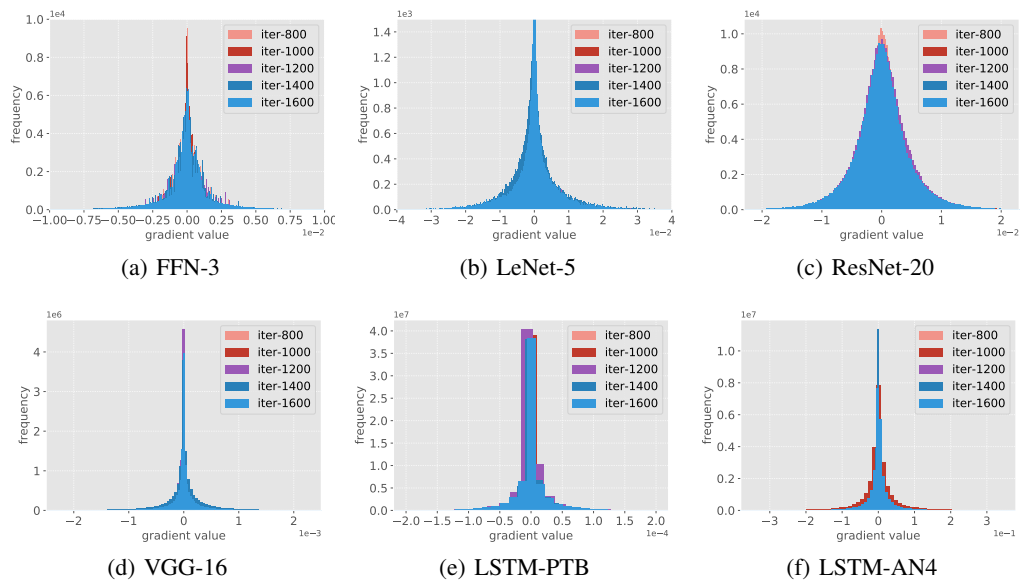 1e4
1.0
0.8
0.6
0.4
0.2
0.0
frequency
iter-800
iter-1000
iter-1200
iter-1400
iter-1600
−1.00 −0.75 −0.50 −0.25 0.00 0.25 0.50 0.75 1.00
1e−2
gradient value
(a) FFN-3
1e3
1.4
1.2
1.0
0.8
0.6
0.4
0.2
0.0
frequency
iter-800
iter-1000
iter-1200
iter-1400
iter-1600
−4 −3 −2 −1 0 1 2 3 4
1e−2
gradient value
(b) LeNet-5
1e4
1.0
0.8
0.6
0.4
0.2
0.0
frequency
iter-800
iter-1000
iter-1200
iter-1400
iter-1600
−2 −1 0 1 2
1e−2
gradient value
(c) ResNet-20
1e6
4
3
2
1
0
frequency
iter-800
iter-1000
iter-1200
iter-1400
iter-1600
−2 −1 0 1 2
1e−3
gradient value
(d) VGG-16
1e7
4.0
3.5
3.0
2.5
2.0
1.5
1.0
0.5
0.0
frequency
iter-800
iter-1000
iter-1200
iter-1400
iter-1600
−2.0 −1.5 −1.0 −0.5 0.0 0.5 1.0 1.5 2.0
1e−4
gradient value
(e) LSTM-PTB
1e7
1.0
0.8
0.6
0.4
0.2
0.0
frequency
iter-800
iter-1000
iter-1200
iter-1400
iter-1600
−3 −2 −1 0 1 2 3
1e−1
gradient value
(f) LSTM-AN4